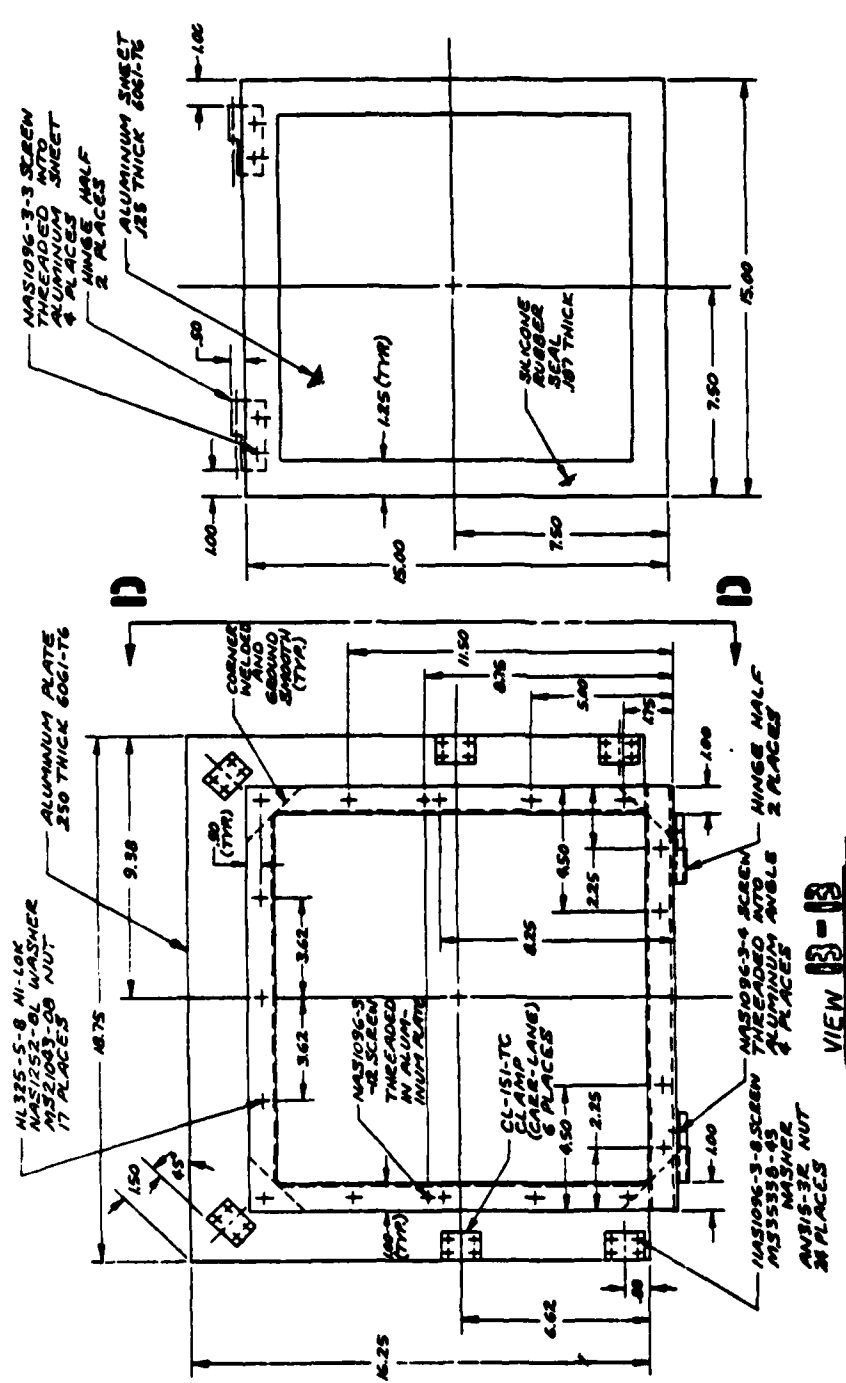 HL325-5-8 HI-LOK
NAS1252-8L WASHER
MS21043-08 NUT
17 PLACES
ALUMINUM PLATE
.250 THICK 6061-T6
18.75
9.38
1.50
45°
.50
(TYP)
CORNER
WELDED
AND
GROUND
SMOOTH
(TYP.)
3.62
3.62
NAS1096-3
-12 SCREW
THREADED
IN ALUM-
INUM PLATE
CL-151-TC
CLAMP
(CARR-LANE)
6 PLACES
11.50
8.75
5.00
1.75
1.00
4.50
2.25
8.25
4.50
2.25
1.00
1.00
(TYP)
.88
6.62
16.25
NAS1096-3-8 SCREW
MS35338-43
WASHER
AN315-3R NUT
24 PLACES
NAS1096-3-4 SCREW
THREADED INTO
ALUMINUM ANGLE
4 PLACES
HINGE HALF
2 PLACES
VIEW B-B
D
D
NAS1096-3-3 SCREW
THREADED INTO
ALUMINUM SHEET
4 PLACES
HINGE HALF
2 PLACES
ALUMINUM SHEET
.125 THICK 6061-T6
1.00
.50
1.00
1.25 (TYP)
SILICONE
RUBBER
SEAL
.187 THICK
15.00
7.50
7.50
15.00